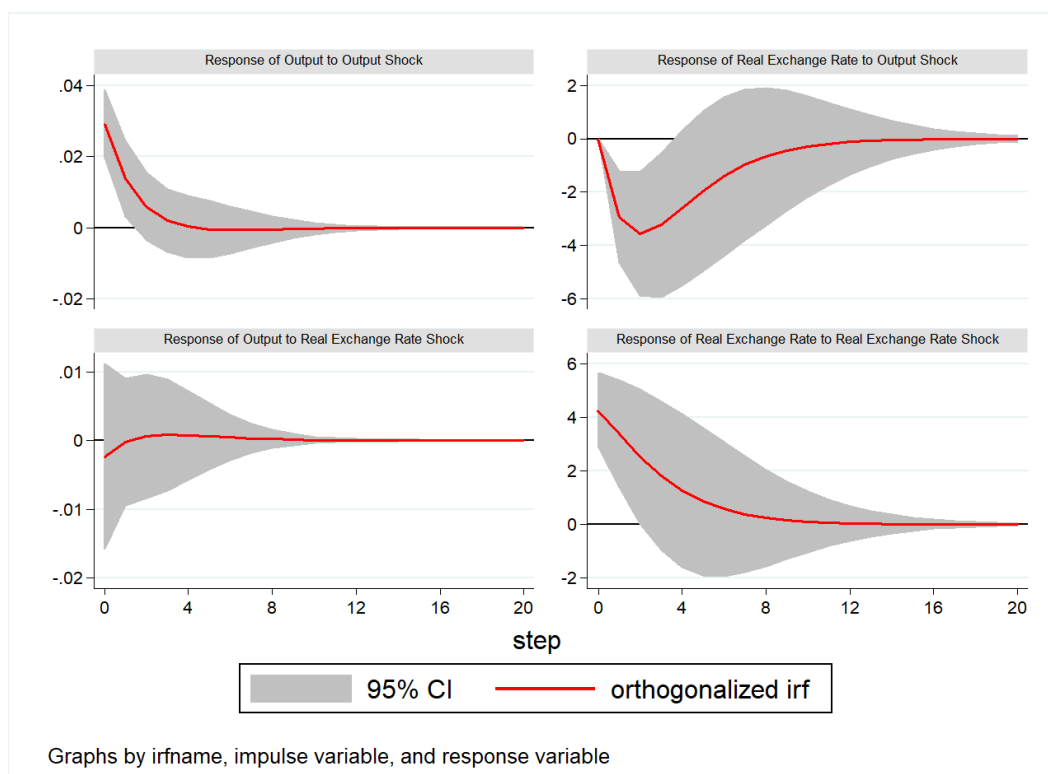 Response of Output to Output Shock
Response of Real Exchange Rate to Output Shock
.04
.02
0
-.02
2
0
-2
-4
-6
Response of Output to Real Exchange Rate Shock
Response of Real Exchange Rate to Real Exchange Rate Shock
.01
0
-.01
-.02
6
4
2
0
-2
0 4 8 12 16 20
0 4 8 12 16 20
step
95% CI orthogonalized irf
Graphs by irfname, impulse variable, and response variable